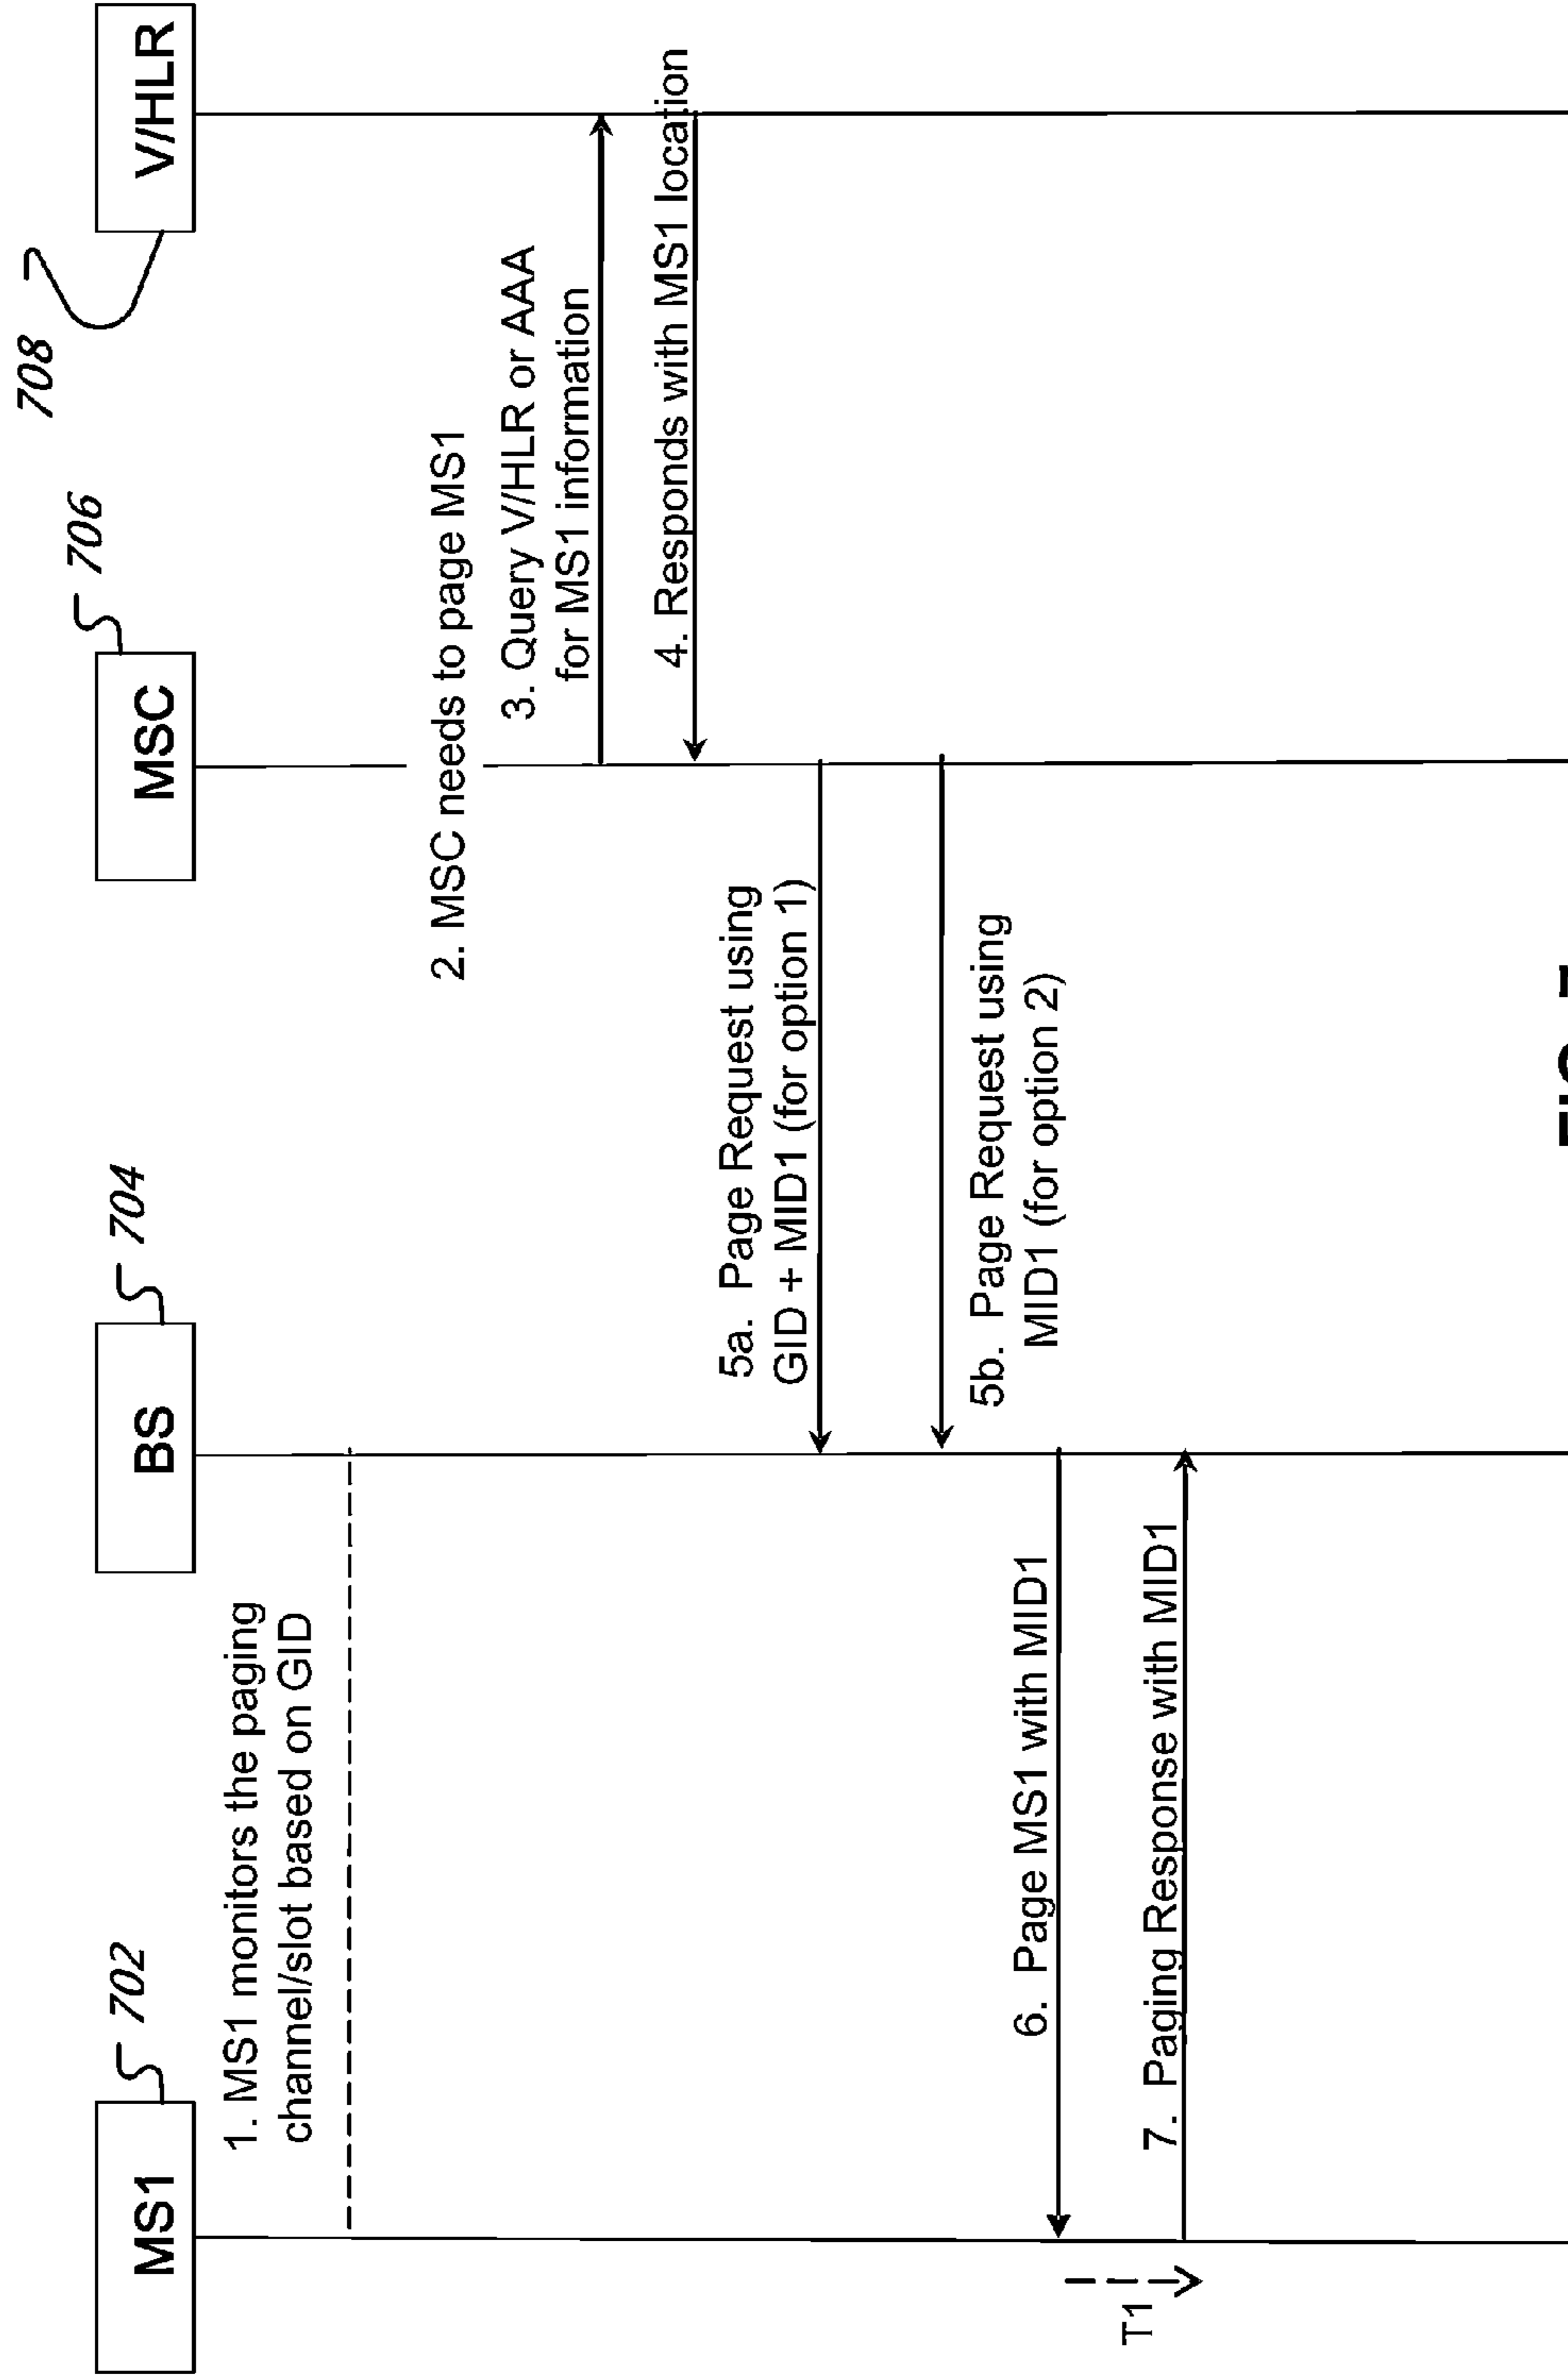 MS1
702
BS
704
MSC
706
V/HLR
708
1. MS1 monitors the paging
channel/slot based on GID
2. MSC needs to page MS1
3. Query V/HLR or AAA
for MS1 information
4. Responds with MS1 location
5a. Page Request using
GID + MID1 (for option 1)
5b. Page Request using
MID1 (for option 2)
6. Page MS1 with MID1
7. Paging Response with MID1
T1